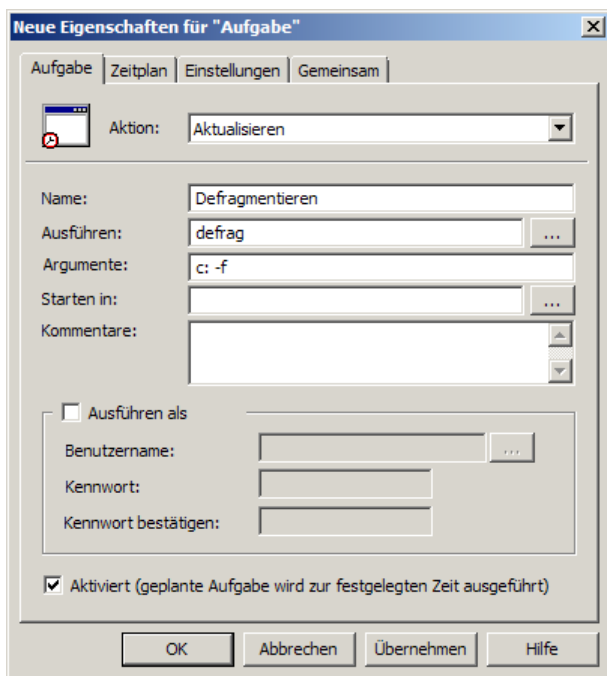 Neue Eigenschaften für "Aufgabe"
Aufgabe Zeitplan Einstellungen Gemeinsam
Aktion: Aktualisieren
Name: Defragmentieren
Ausführen: defrag ...
Argumente: c: -f
Starten in: ...
Kommentare:
Ausführen als
Benutzername: ...
Kennwort:
Kennwort bestätigen:
Aktiviert (geplante Aufgabe wird zur festgelegten Zeit ausgeführt)
OK Abbrechen Übernehmen Hilfe